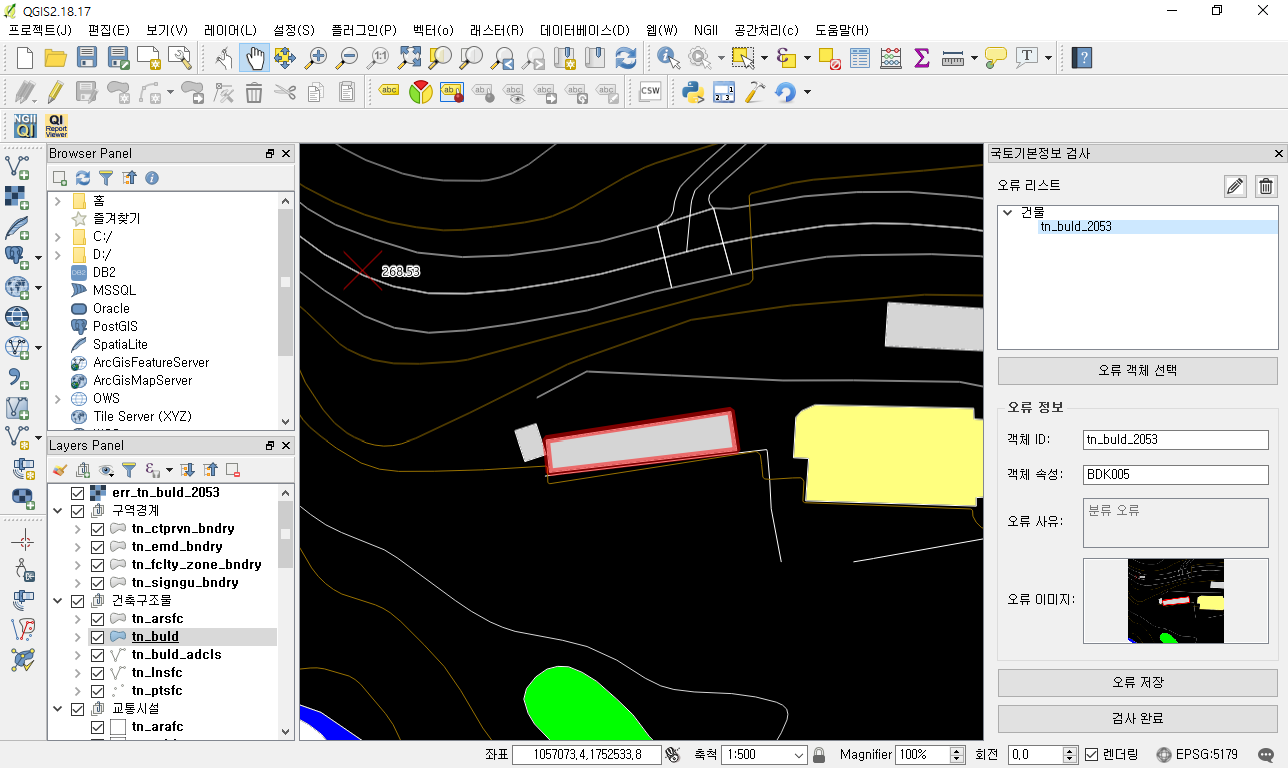 QGIS2.18.17
프로젝트(J) 편집(E) 보기(V) 레이어(L) 설정(S) 플러그인(P) 벡터(o) 래스터(R) 데이터베이스(D) 웹(W) NGII 공간처리(c) 도움말(H)
NGII QI
QI Report Viewer
Browser Panel
홈
즐겨찾기
C:/
D:/
DB2
MSSQL
Oracle
PostGIS
SpatiaLite
ArcGisFeatureServer
ArcGisMapServer
OWS
Tile Server (XYZ)
Layers Panel
err_tn_buld_2053
구역경계
tn_ctprvn_bndry
tn_emd_bndry
tn_fclty_zone_bndry
tn_signgu_bndry
건축구조물
tn_arsfc
tn_buld
tn_buld_adcls
tn_lnsfc
tn_ptsfc
교통시설
tn_arafc
268.53
국토기본정보 검사
오류 리스트
건물
tn_buld_2053
오류 객체 선택
오류 정보
객체 ID: tn_buld_2053
객체 속성: BDK005
오류 사유: 분류 오류
오류 이미지:
오류 저장
검사 완료
좌표 1057073,4,1752533,8 축척 1:500 Magnifier 100% 회전 0,0 렌더링 EPSG:5179